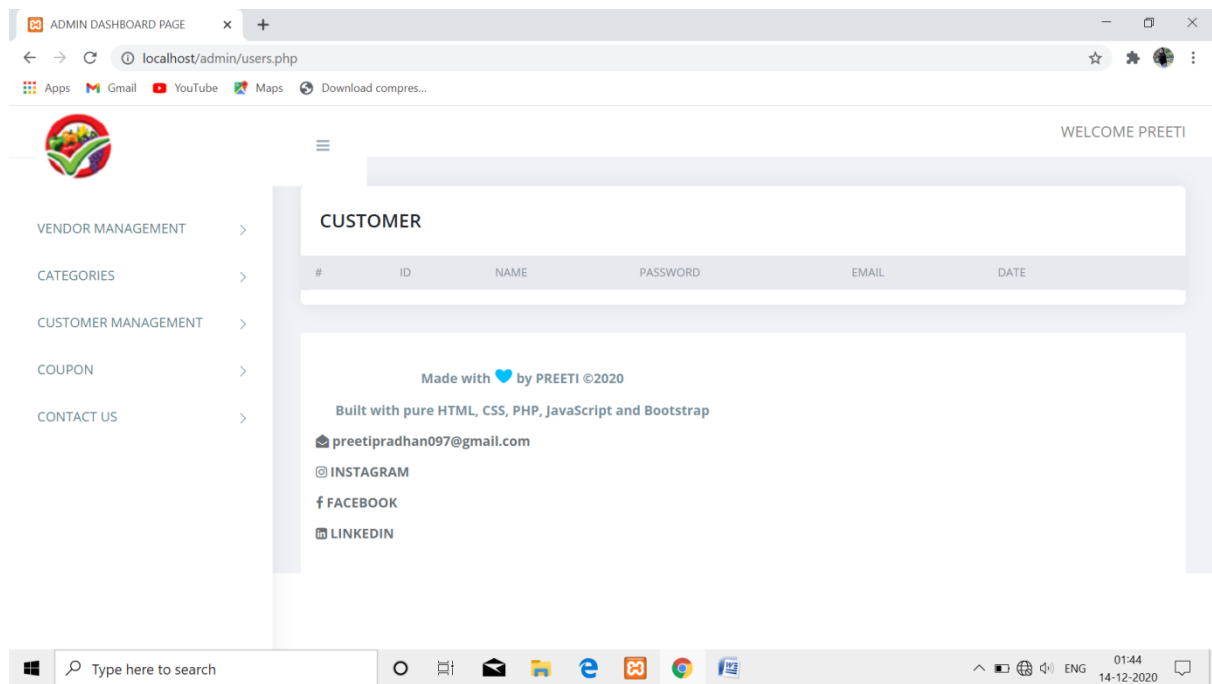 ADMIN DASHBOARD PAGE
localhost/admin/users.php
Apps Gmail YouTube Maps Download compres...
WELCOME PREETI
VENDOR MANAGEMENT
CATEGORIES
CUSTOMER MANAGEMENT
COUPON
CONTACT US
CUSTOMER
# ID NAME PASSWORD EMAIL DATE
Made with by PREETI ©2020
Built with pure HTML, CSS, PHP, JavaScript and Bootstrap
preetipradhan097@gmail.com
INSTAGRAM
FACEBOOK
LINKEDIN
Type here to search
ENG
01:44
14-12-2020